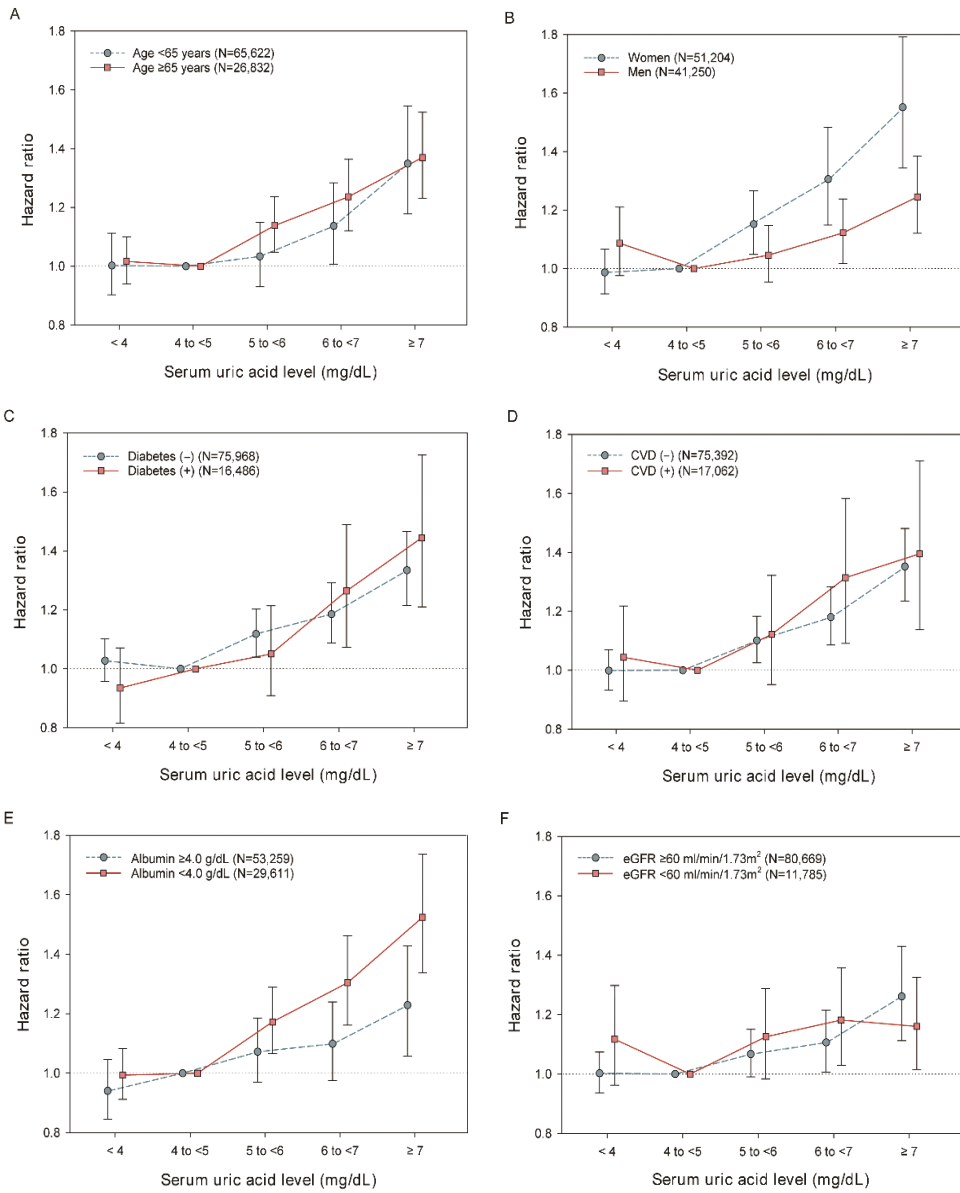 A
1.8
1.6
1.4
1.2
1.0
0.8
Hazard ratio
Age <65 years (N=65,622)
Age ≥65 years (N=26,832)
< 4
4 to <5
5 to <6
6 to <7
≥ 7
Serum uric acid level (mg/dL)
B
1.8
1.6
1.4
1.2
1.0
0.8
Hazard ratio
Women (N=51,204)
Men (N=41,250)
< 4
4 to <5
5 to <6
6 to <7
≥ 7
Serum uric acid level (mg/dL)
C
1.8
1.6
1.4
1.2
1.0
0.8
Hazard ratio
Diabetes (−) (N=75,968)
Diabetes (+) (N=16,486)
< 4
4 to <5
5 to <6
6 to <7
≥ 7
Serum uric acid level (mg/dL)
D
1.8
1.6
1.4
1.2
1.0
0.8
Hazard ratio
CVD (−) (N=75,392)
CVD (+) (N=17,062)
< 4
4 to <5
5 to <6
6 to <7
≥ 7
Serum uric acid level (mg/dL)
E
1.8
1.6
1.4
1.2
1.0
0.8
Hazard ratio
Albumin ≥4.0 g/dL (N=53,259)
Albumin <4.0 g/dL (N=29,611)
< 4
4 to <5
5 to <6
6 to <7
≥ 7
Serum uric acid level (mg/dL)
F
1.8
1.6
1.4
1.2
1.0
0.8
Hazard ratio
eGFR ≥60 ml/min/1.73m² (N=80,669)
eGFR <60 ml/min/1.73m² (N=11,785)
< 4
4 to <5
5 to <6
6 to <7
≥ 7
Serum uric acid level (mg/dL)